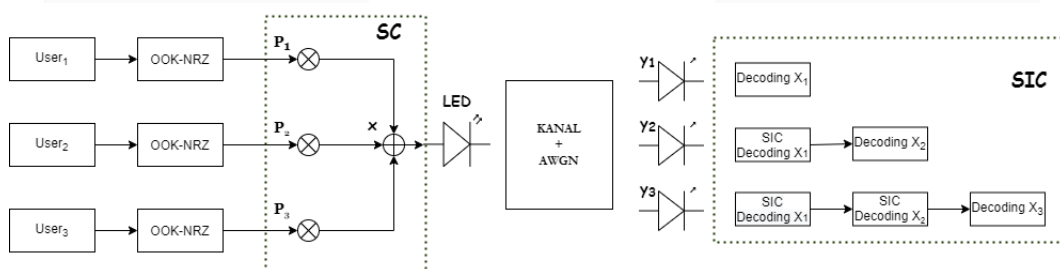 SC
User₁
OOK-NRZ
P₁
User₂
OOK-NRZ
P₂
x
User₃
OOK-NRZ
P₃
LED
KANAL
+
AWGN
y1
y2
y3
SIC
Decoding X₁
SIC
Decoding X₁
Decoding X₂
SIC
Decoding X₁
SIC
Decoding X₂
Decoding X₃